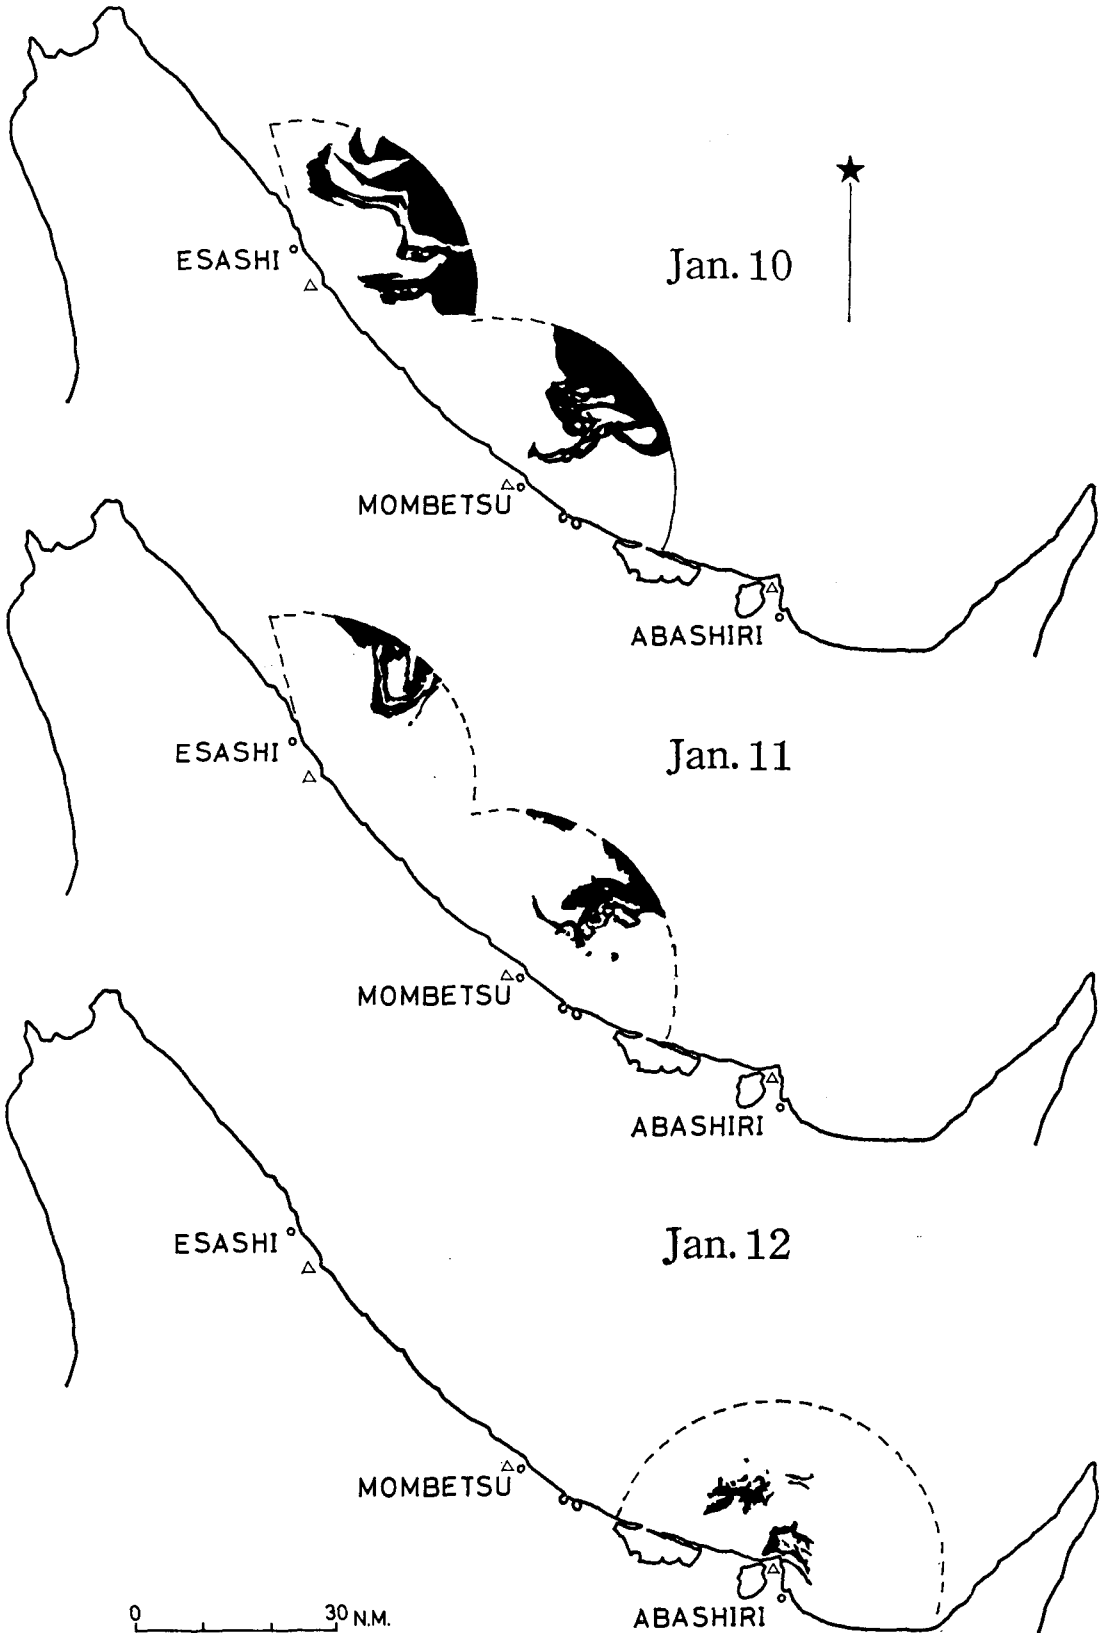 ESASHI
Jan. 10
MOMBETSU
ABASHIRI
ESASHI
Jan. 11
MOMBETSU
ABASHIRI
ESASHI
Jan. 12
MOMBETSU
ABASHIRI
0 30 N.M.